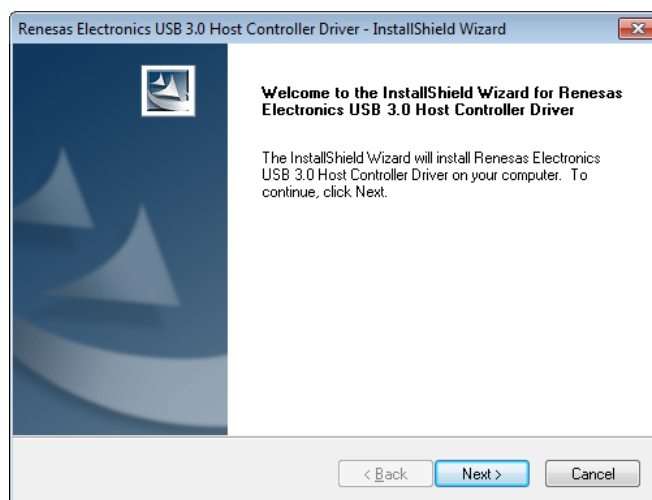 Renesas Electronics USB 3.0 Host Controller Driver - InstallShield Wizard
Welcome to the InstallShield Wizard for Renesas
Electronics USB 3.0 Host Controller Driver
The InstallShield Wizard will install Renesas Electronics
USB 3.0 Host Controller Driver on your computer.  To
continue, click Next.
< Back
Next >
Cancel